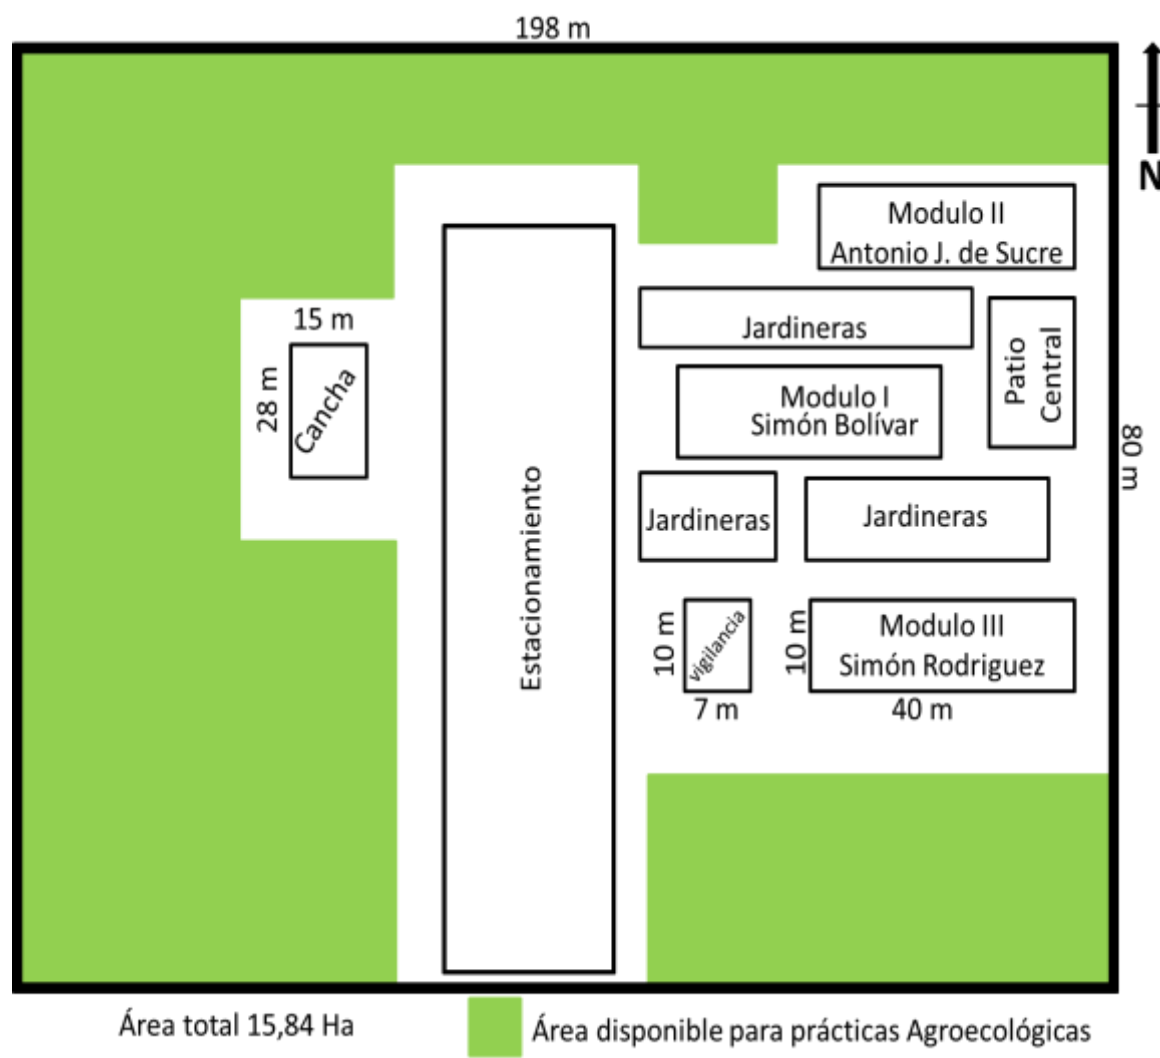 198 m
N
Modulo II
Antonio J. de Sucre
15 m
Jardineras
28 m
Cancha
Patio
Central
Modulo I
Simón Bolívar
80 m
Estacionamiento
Jardineras
Jardineras
10 m
vigilancia
10 m
Modulo III
Simón Rodriguez
7 m
40 m
Área total 15,84 Ha
Área disponible para prácticas Agroecológicas